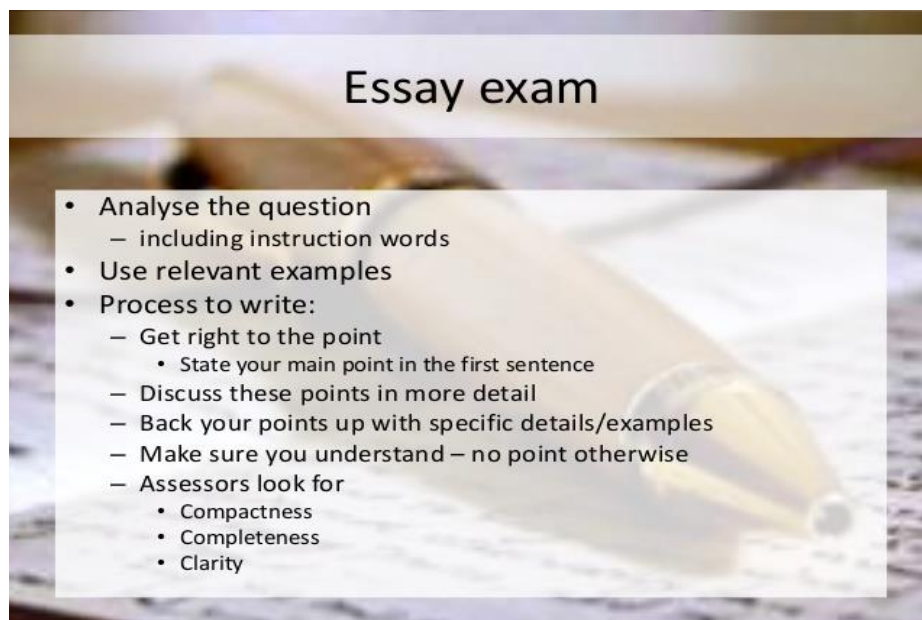 Essay exam
• Analyse the question
– including instruction words
• Use relevant examples
• Process to write:
– Get right to the point
• State your main point in the first sentence
– Discuss these points in more detail
– Back your points up with specific details/examples
– Make sure you understand – no point otherwise
– Assessors look for
• Compactness
• Completeness
• Clarity